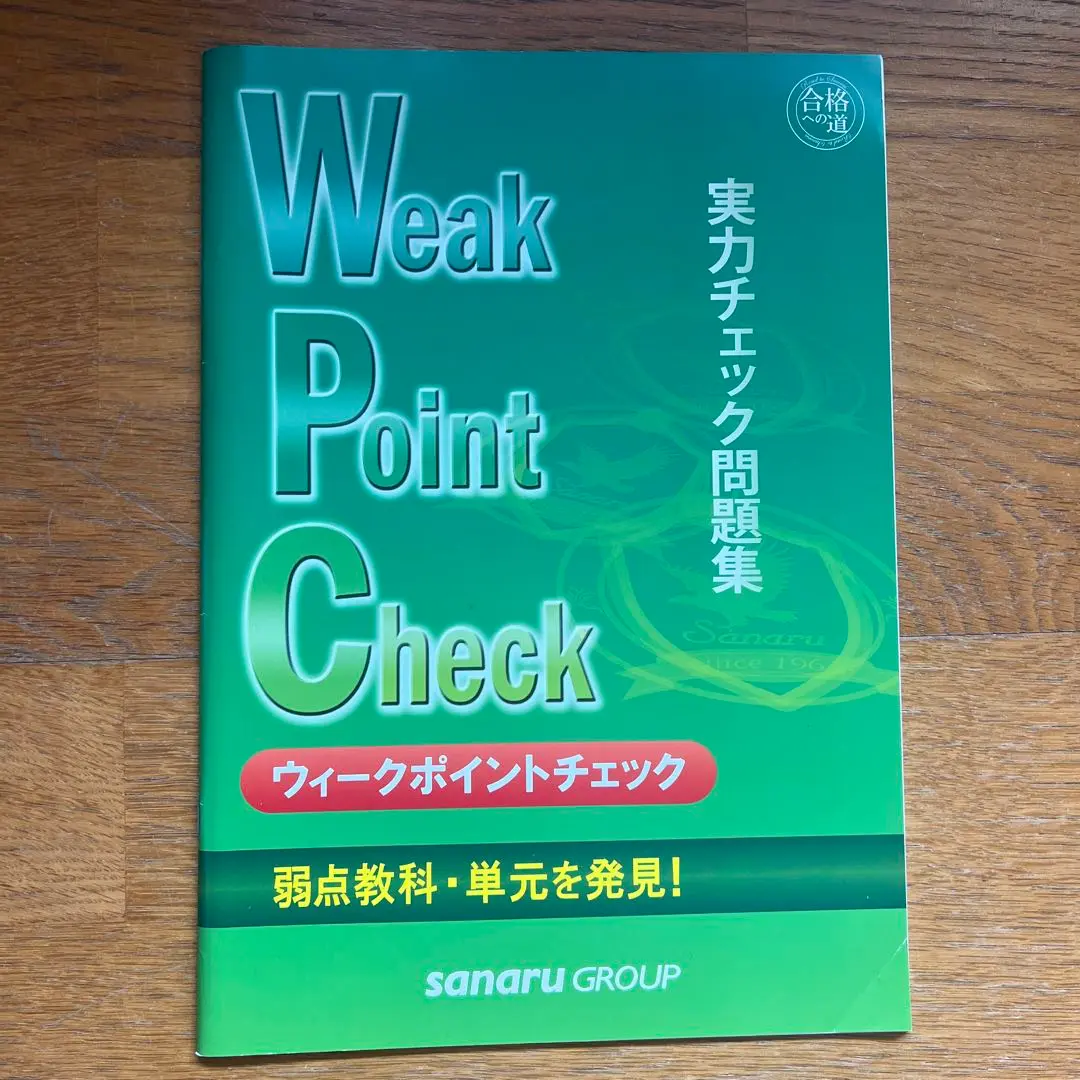 Weak
Point
Check
ウィークポイントチェック
弱点教科・単元を発見!
sanaru GROUP
合格
への道
実力チェック問題集
Sanaru
since 196